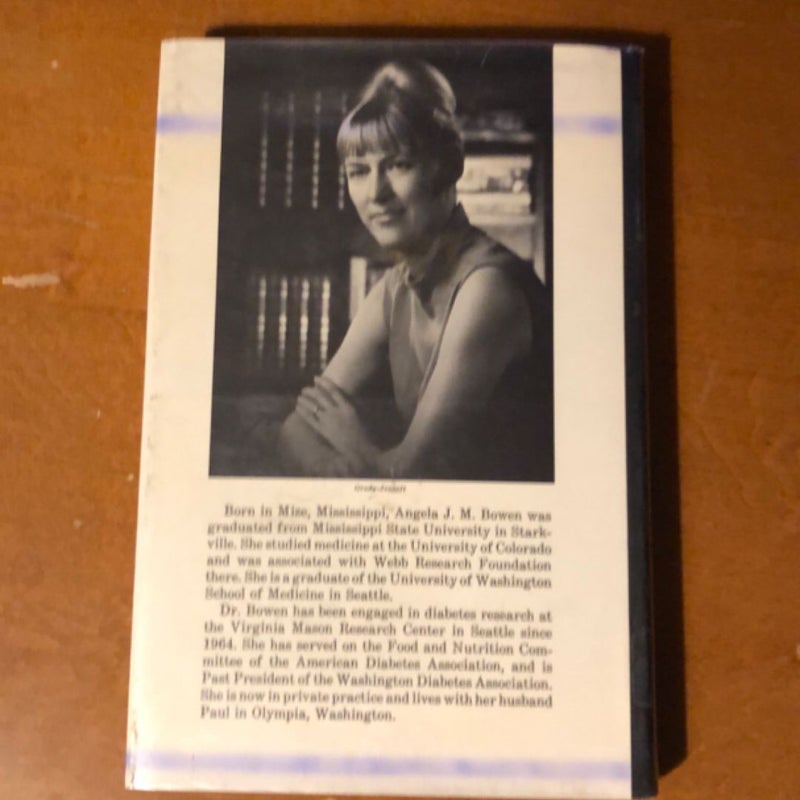 Born in Mize, Mississippi, Angela J. M. Bowen was
graduated from Mississippi State University in Stark-
ville. She studied medicine at the University of Colorado
and was associated with Webb Research Foundation
there. She is a graduate of the University of Washington
School of Medicine in Seattle.
Dr. Bowen has been engaged in diabetes research at
the Virginia Mason Research Center in Seattle since
1964. She has served on the Food and Nutrition Com-
mittee of the American Diabetes Association, and is
Past President of the Washington Diabetes Association.
She is now in private practice and lives with her husband
Paul in Olympia, Washington.